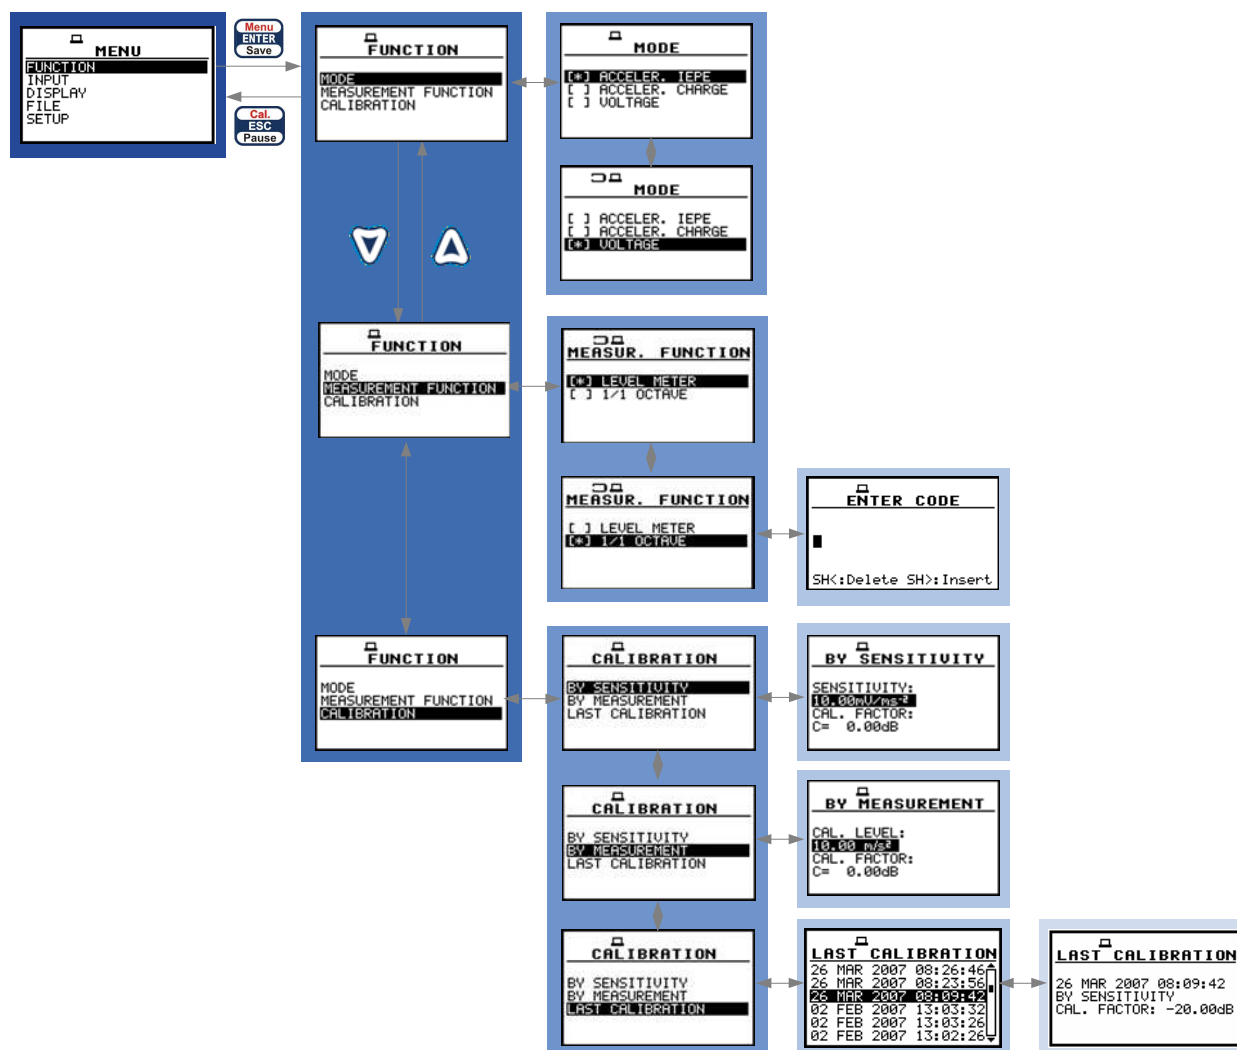 MENU
FUNCTION
INPUT
DISPLAY
FILE
SETUP
Menu
ENTER
Save
Cal.
ESC
Pause
FUNCTION
MODE
MEASUREMENT FUNCTION
CALIBRATION
MODE
[*] ACCELER. IEPE
[ ] ACCELER. CHARGE
[ ] VOLTAGE
MODE
[ ] ACCELER. IEPE
[ ] ACCELER. CHARGE
[*] VOLTAGE
FUNCTION
MODE
MEASUREMENT FUNCTION
CALIBRATION
MEASUR. FUNCTION
[*] LEVEL METER
[ ] 1/1 OCTAVE
MEASUR. FUNCTION
[ ] LEVEL METER
[*] 1/1 OCTAVE
ENTER CODE
SH<:Delete SH>:Insert
FUNCTION
MODE
MEASUREMENT FUNCTION
CALIBRATION
CALIBRATION
BY SENSITIVITY
BY MEASUREMENT
LAST CALIBRATION
BY SENSITIVITY
SENSITIVITY:
10.00mV/ms⁻²
CAL. FACTOR:
C= 0.00dB
CALIBRATION
BY SENSITIVITY
BY MEASUREMENT
LAST CALIBRATION
BY MEASUREMENT
CAL. LEVEL:
10.00 m/s²
CAL. FACTOR:
C= 0.00dB
CALIBRATION
BY SENSITIVITY
BY MEASUREMENT
LAST CALIBRATION
LAST CALIBRATION
26 MAR 2007 08:26:46
26 MAR 2007 08:23:56
26 MAR 2007 08:09:42
02 FEB 2007 13:03:32
02 FEB 2007 13:03:26
02 FEB 2007 13:02:26
LAST CALIBRATION
26 MAR 2007 08:09:42
BY SENSITIVITY
CAL. FACTOR: -20.00dB